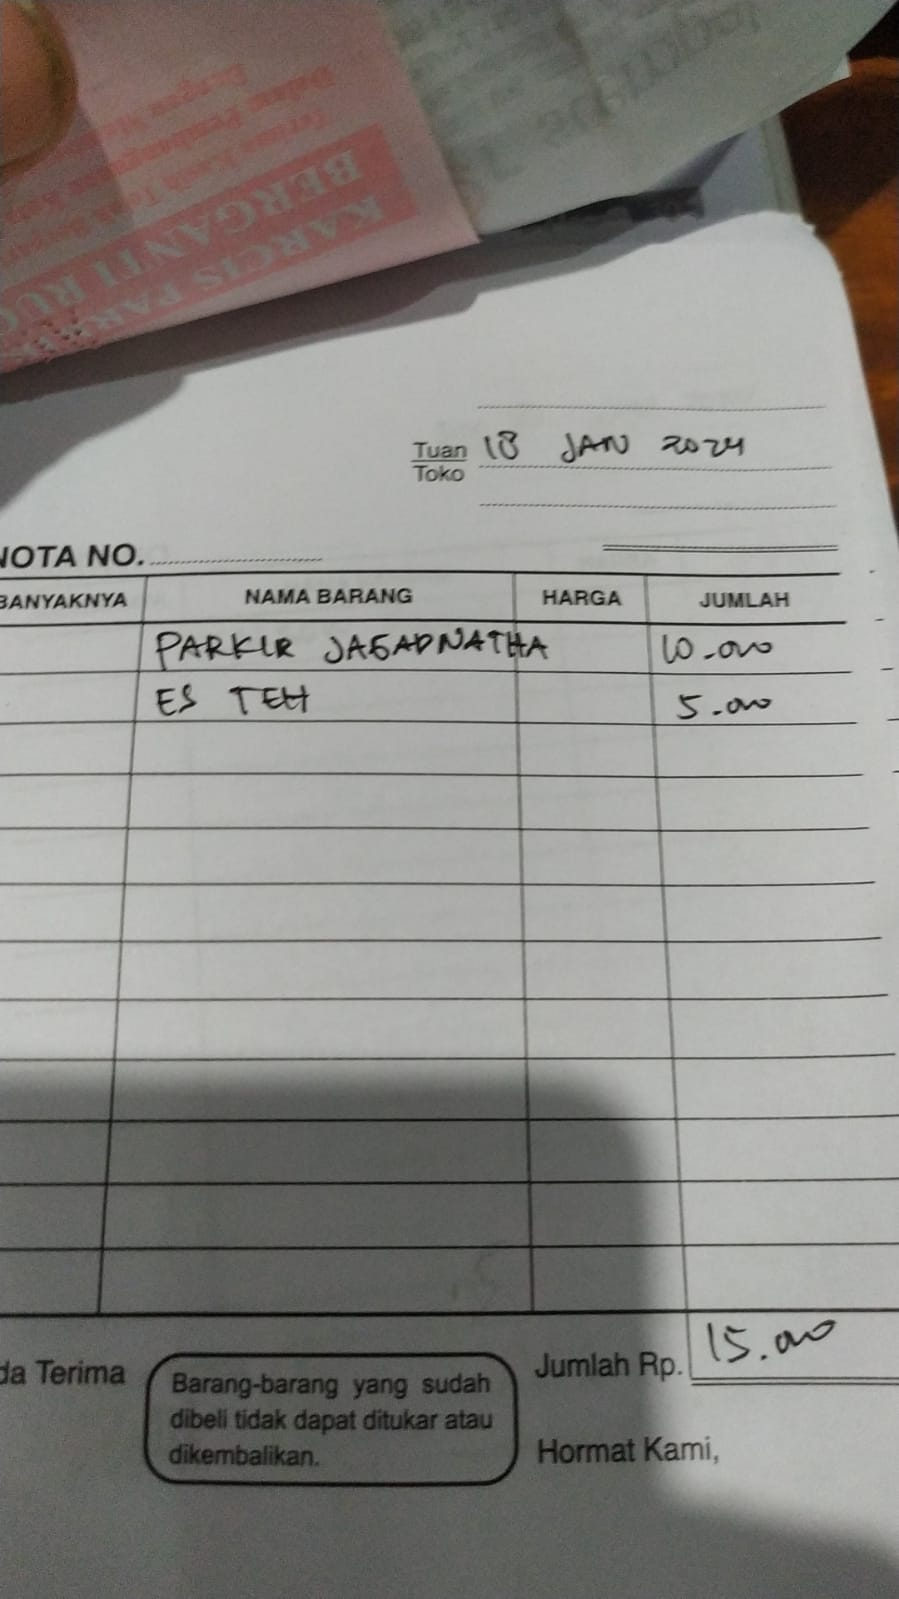 KARCIS PAR
BERGANTI RUG
Tuan 18 JAN 2024
Toko
NOTA NO.
BANYAKNYA NAMA BARANG HARGA JUMLAH
PARKIR JAGADNATHA 10.000
ES TEH 5.000
Jumlah Rp. 15.000
da Terima
Barang-barang yang sudah
dibeli tidak dapat ditukar atau
dikembalikan.
Hormat Kami,